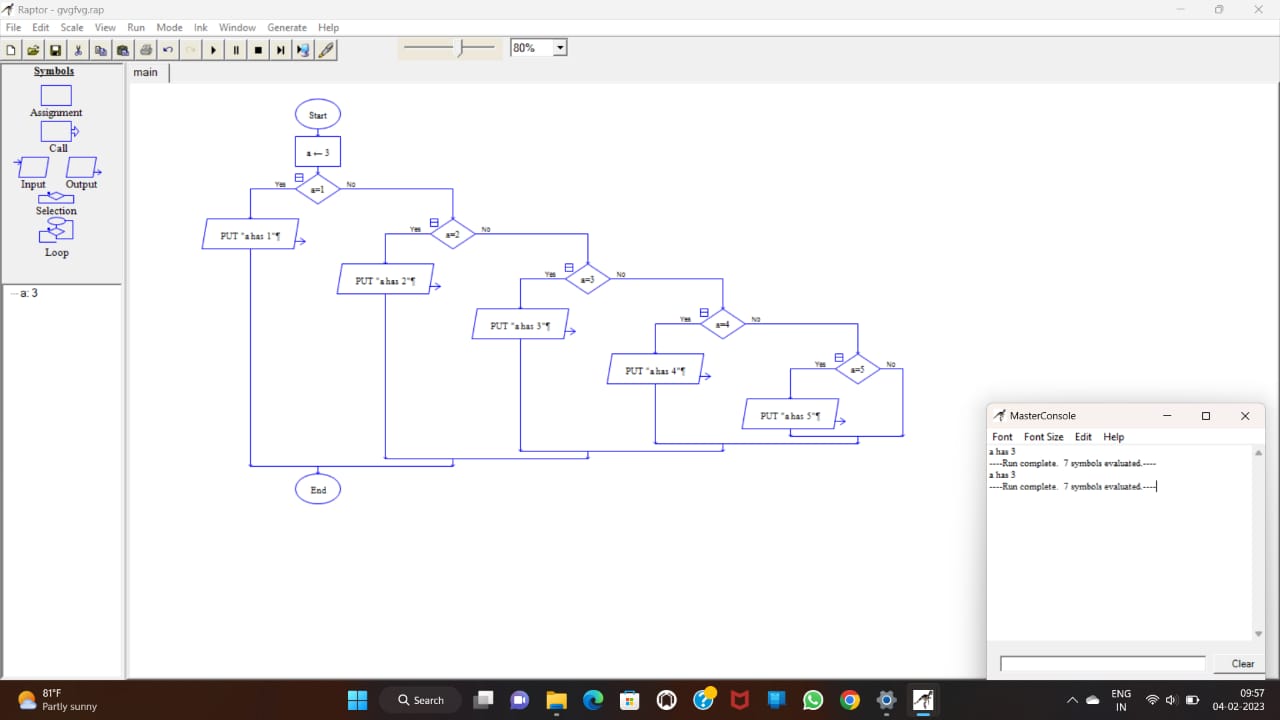 Raptor - gvgfvg.rap
File Edit Scale View Run Mode Ink Window Generate Help
80%
Symbols
Assignment
Call
Input Output
Selection
Loop
a: 3
main
Start
a ← 3
Yes a=1 No
PUT "a has 1"¶
Yes a=2 No
PUT "a has 2"¶
Yes a=3 No
PUT "a has 3"¶
Yes a=4 No
PUT "a has 4"¶
Yes a=5 No
PUT "a has 5"¶
End
MasterConsole
Font Font Size Edit Help
a has 3
----Run complete. 7 symbols evaluated.----
a has 3
----Run complete. 7 symbols evaluated.----
Clear
81°F
Partly sunny
Search
ENG
IN
09:57
04-02-2023